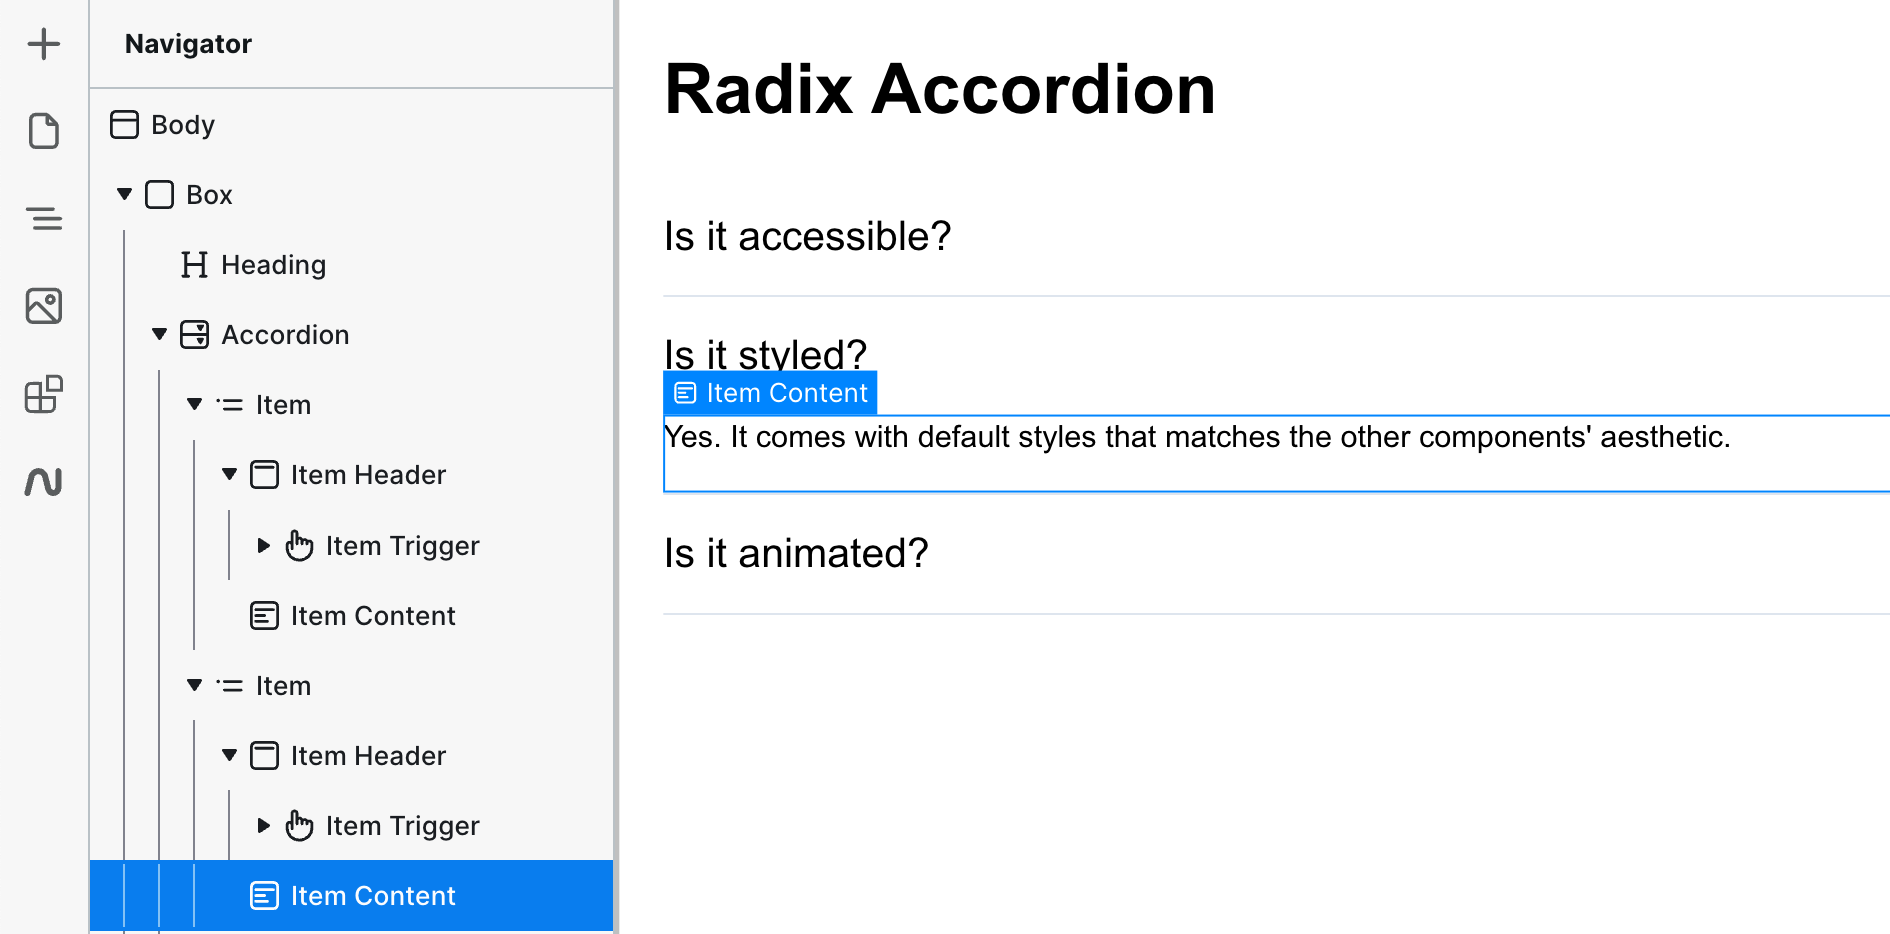 Navigator
Body
Box
Heading
Accordion
Item
Item Header
Item Trigger
Item Content
Item
Item Header
Item Trigger
Item Content
Radix Accordion
Is it accessible?
Is it styled?
Item Content
Yes. It comes with default styles that matches the other components' aesthetic.
Is it animated?